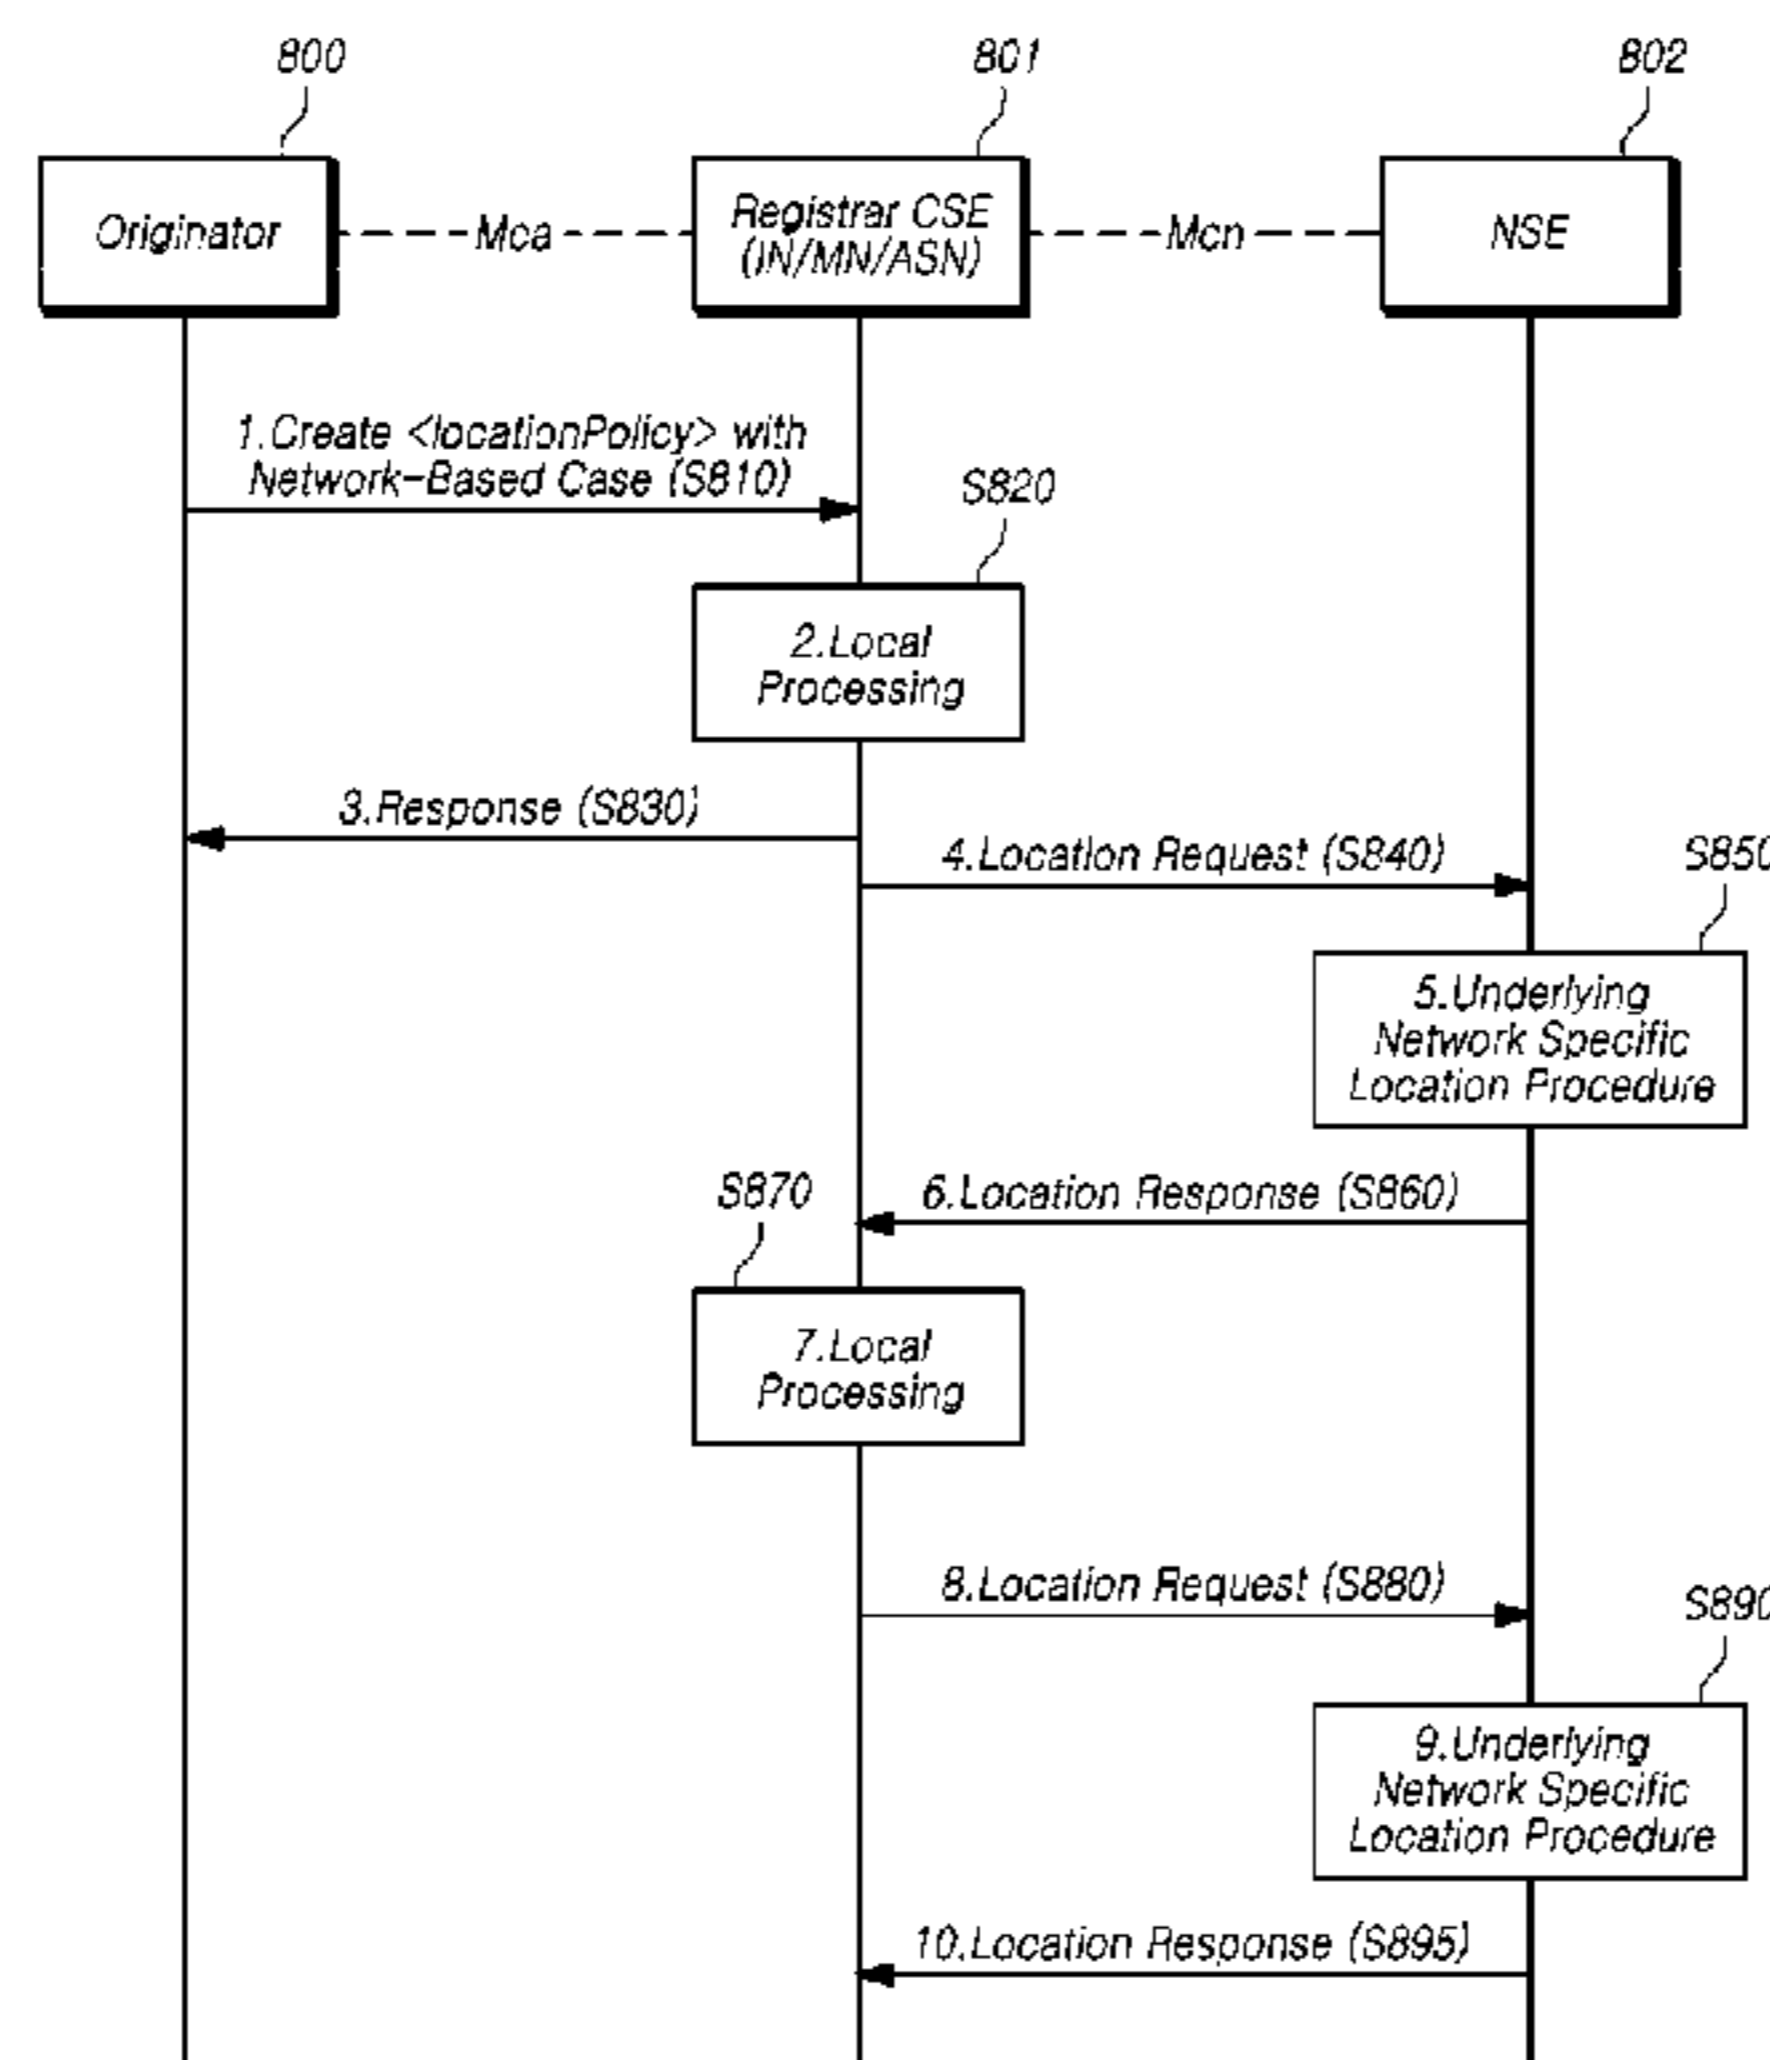 800
801
802
Originator
Mca
Registrar CSE
(IN/MN/ASN)
Mcn
NSE
1.Create <locationPolicy> with
Network-Based Case (S810)
S820
2.Local
Processing
3.Response (S830)
4.Location Request (S840)
S850
5.Underlying
Network Specific
Location Procedure
6.Location Response (S860)
S870
7.Local
Processing
8.Location Request (S880)
S890
9.Underlying
Network Specific
Location Procedure
10.Location Response (S895)